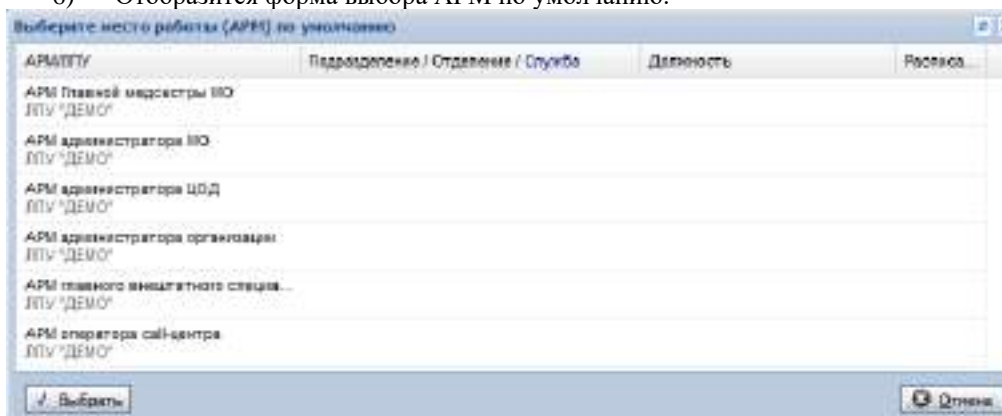 Отобразится форма выбора АРМ по умолчанию.
Выберите место работы (АРМ) по умолчанию
АРМ/ЛПУ Подразделение / Отделение / Служба Должность Расписа...
АРМ Главной медсестры МО
ЛПУ "ДЕМО"
АРМ администратора МО
ЛПУ "ДЕМО"
АРМ администратора ЦОД
ЛПУ "ДЕМО"
АРМ администратора организации
ЛПУ "ДЕМО"
АРМ главного внештатного специа...
ЛПУ "ДЕМО"
АРМ оператора call-центра
ЛПУ "ДЕМО"
Выбрать Отмена